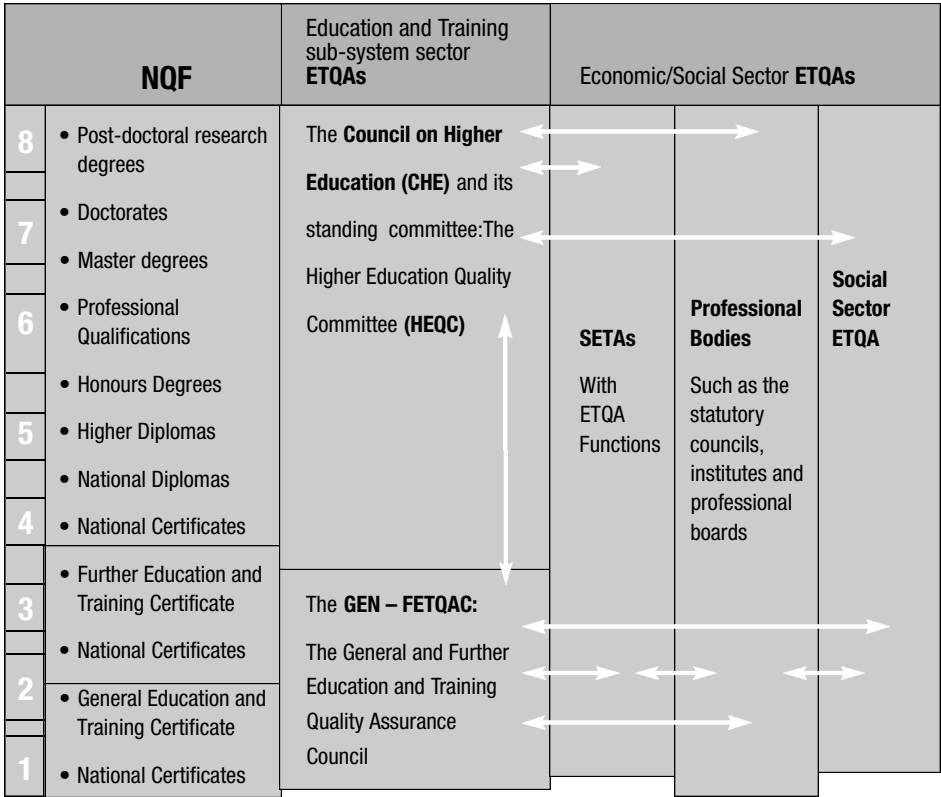 NQF
Education and Training
sub-system sector
ETQAs
Economic/Social Sector ETQAs
8
7
6
5
4
3
2
1
• Post-doctoral research
degrees
• Doctorates
• Master degrees
• Professional
Qualifications
• Honours Degrees
• Higher Diplomas
• National Diplomas
• National Certificates
• Further Education and
Training Certificate
• National Certificates
• General Education and
Training Certificate
• National Certificates
The Council on Higher
Education (CHE) and its
standing committee:The
Higher Education Quality
Committee (HEQC)
The GEN – FETQAC:
The General and Further
Education and Training
Quality Assurance
Council
SETAs
With
ETQA
Functions
Professional
Bodies
Such as the
statutory
councils,
institutes and
professional
boards
Social
Sector
ETQA